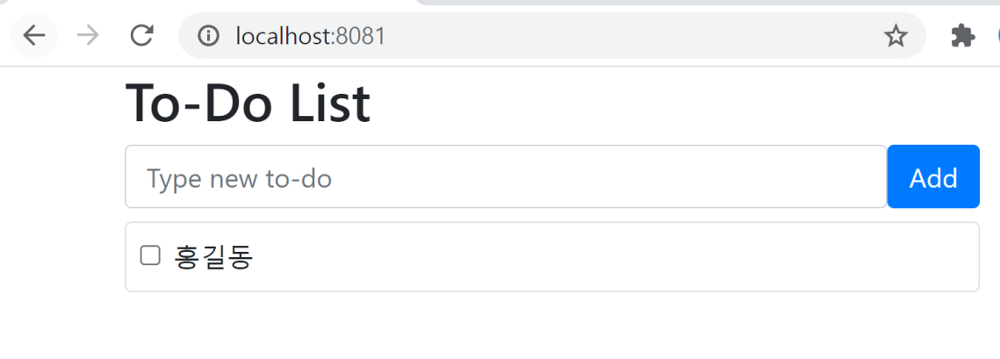 localhost:8081
To-Do List
Type new to-do
Add
홍길동